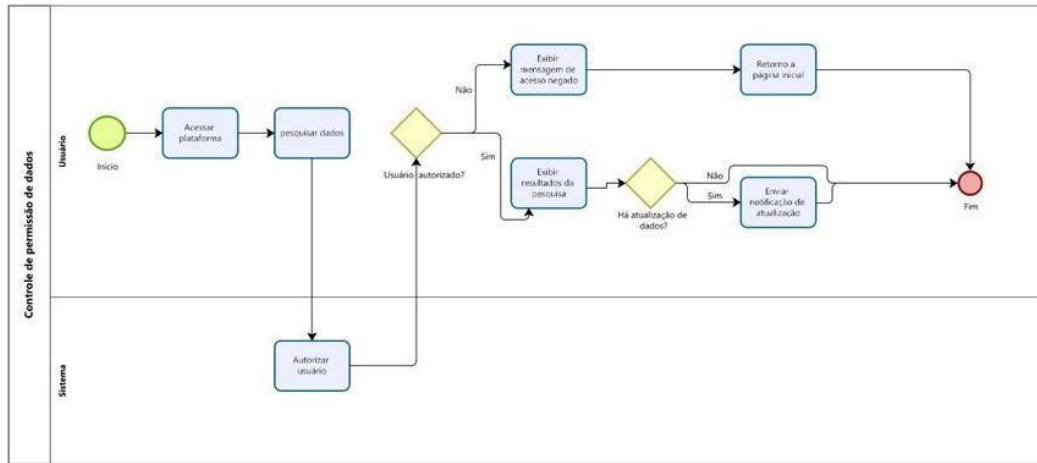 Controle de permissão de dados
Usuário
Início
Acessar
plataforma
pesquisar dados
Usuário autorizado?
Não
Sim
Exibir
mensagem de
acesso negado
Retorno a
página inicial
Exibir
resultados da
pesquisa
Há atualização de
dados?
Não
Sim
Enviar
notificação de
atualização
Fim
Sistema
Autorizar
usuário